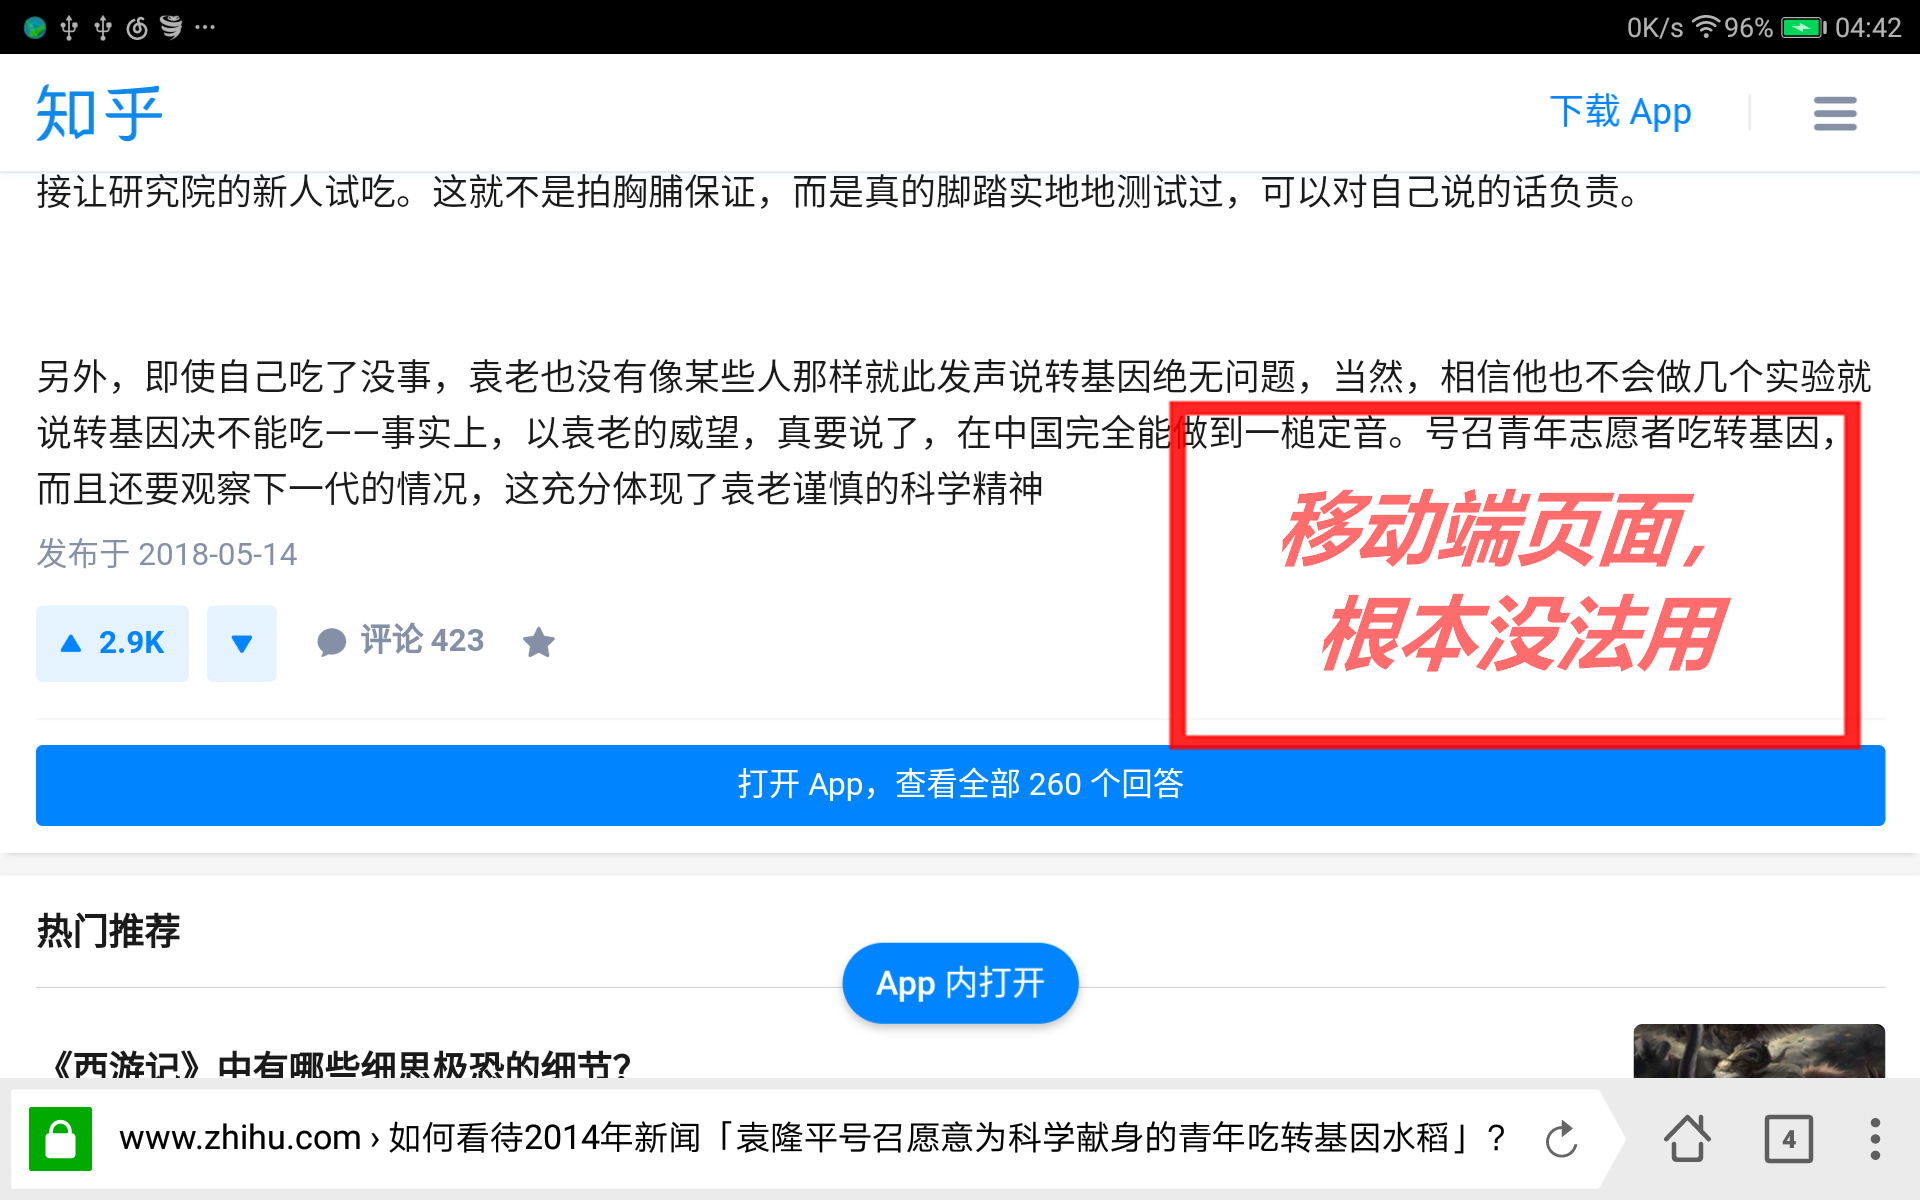 0K/s 96% 04:42
知乎
下载 App
接让研究院的新人试吃。这就不是拍胸脯保证，而是真的脚踏实地地测试过，可以对自己说的话负责。
另外，即使自己吃了没事，袁老也没有像某些人那样就此发声说转基因绝无问题，当然，相信他也不会做几个实验就
说转基因决不能吃——事实上，以袁老的威望，真要说了，在中国完全能做到一槌定音。号召青年志愿者吃转基因，
而且还要观察下一代的情况，这充分体现了袁老谨慎的科学精神
移动端页面，
根本没法用
发布于 2018-05-14
2.9K
评论 423
打开 App，查看全部 260 个回答
热门推荐
App 内打开
《西游记》中有哪些细思极恐的细节？
www.zhihu.com › 如何看待2014年新闻「袁隆平号召愿意为科学献身的青年吃转基因水稻」？
4